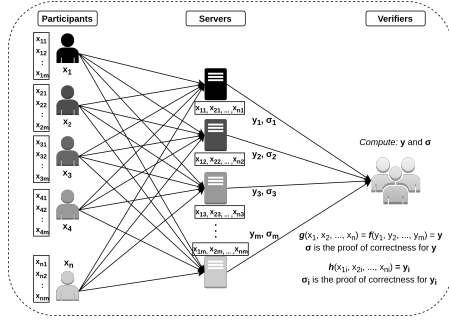 Participants
Servers
Verifiers
x11
x12
:
x1m
x1
x21
x22
:
x2m
x2
x31
x32
:
x3m
x3
x41
x42
:
x4m
x4
xn1
xn2
:
xnm
xn
x11, x21, ... , xn1
x12, x22, ... , xn2
x13, x23, ... , xn3
⋮
x1m, x2m, ... , xnm
y1, σ1
y2, σ2
y3, σ3
ym, σm
Compute: y and σ
g(x1, x2, ..., xn) = f(y1, y2, ..., ym) = y
σ is the proof of correctness for y
h(x1i, x2i, ..., xni) = yi
σi is the proof of correctness for yi